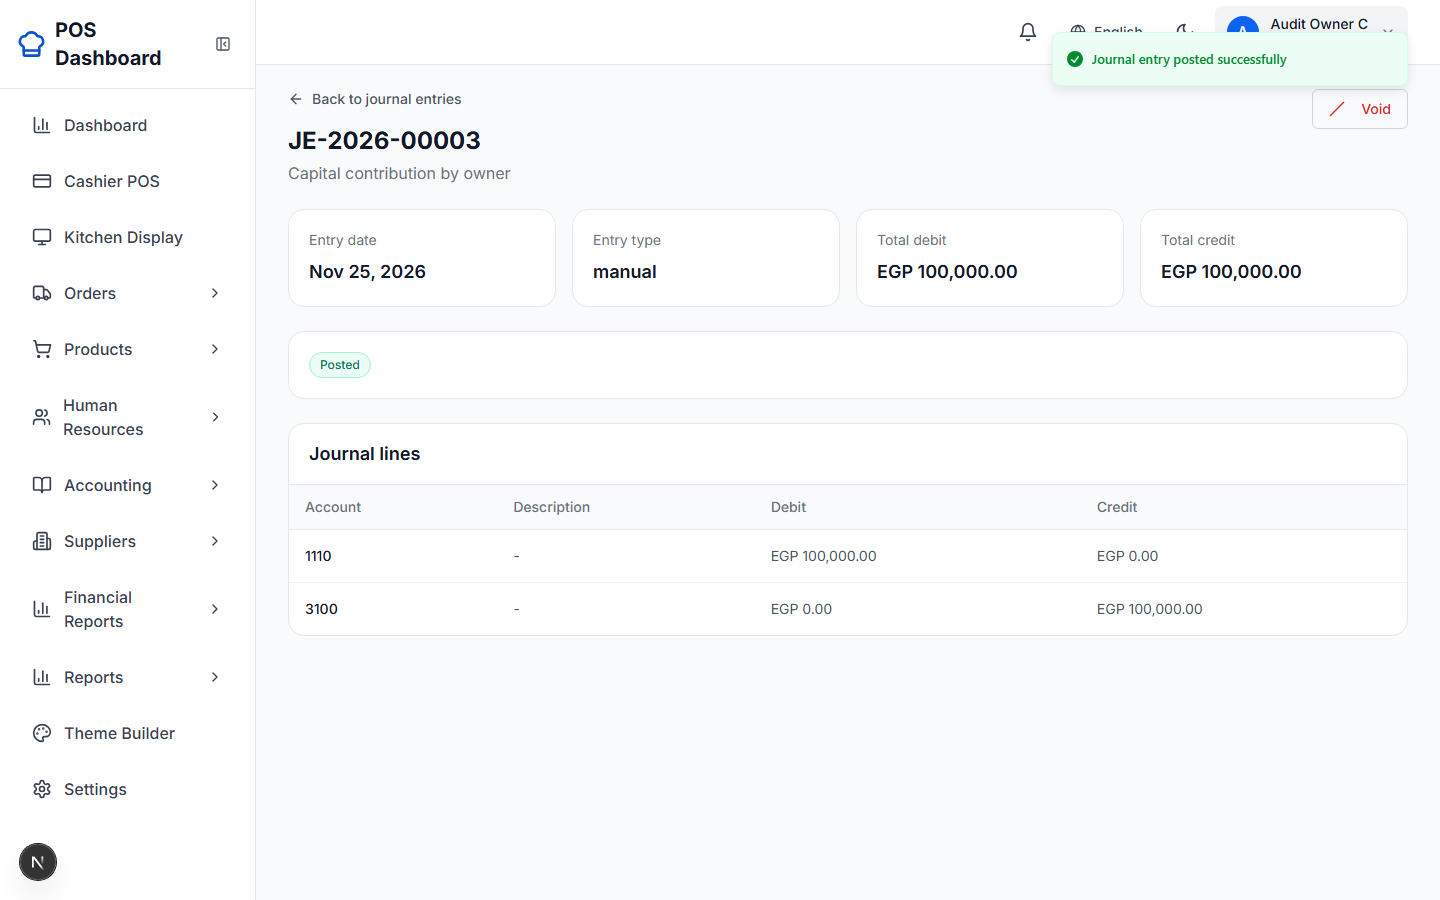 POS
Dashboard
English
A
Audit Owner C
Journal entry posted successfully
Dashboard
Cashier POS
Kitchen Display
Orders
Products
Human
Resources
Accounting
Suppliers
Financial
Reports
Reports
Theme Builder
Settings
N
Back to journal entries
Void
JE-2026-00003
Capital contribution by owner
Entry date
Nov 25, 2026
Entry type
manual
Total debit
EGP 100,000.00
Total credit
EGP 100,000.00
Posted
Journal lines
Account Description Debit Credit
1110 - EGP 100,000.00 EGP 0.00
3100 - EGP 0.00 EGP 100,000.00